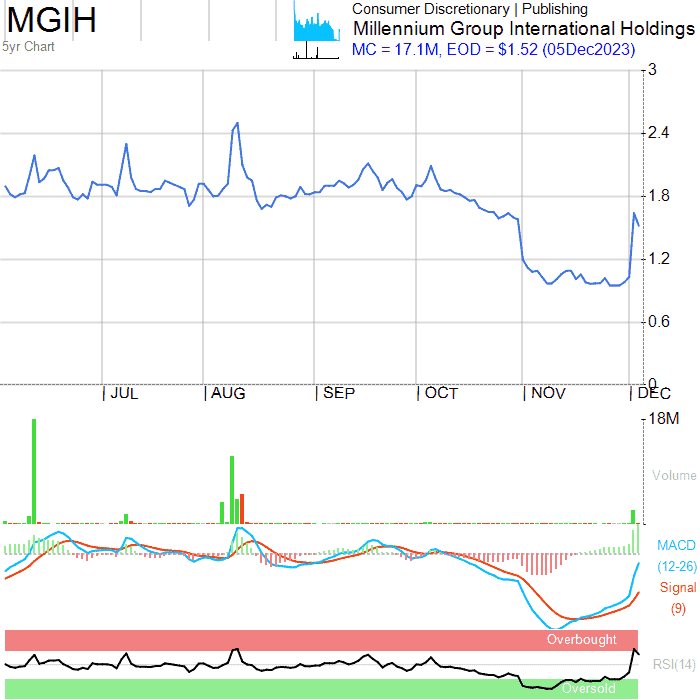 MGIH
5yr Chart
Consumer Discretionary | Publishing
Millennium Group International Holdings
MC = 17.1M, EOD = $1.52 (05Dec2023)
3
2.4
1.8
1.2
0.6
0
JUL
AUG
SEP
OCT
NOV
DEC
18M
Volume
MACD
(12-26)
Signal
(9)
Overbought
RSI(14)
Oversold